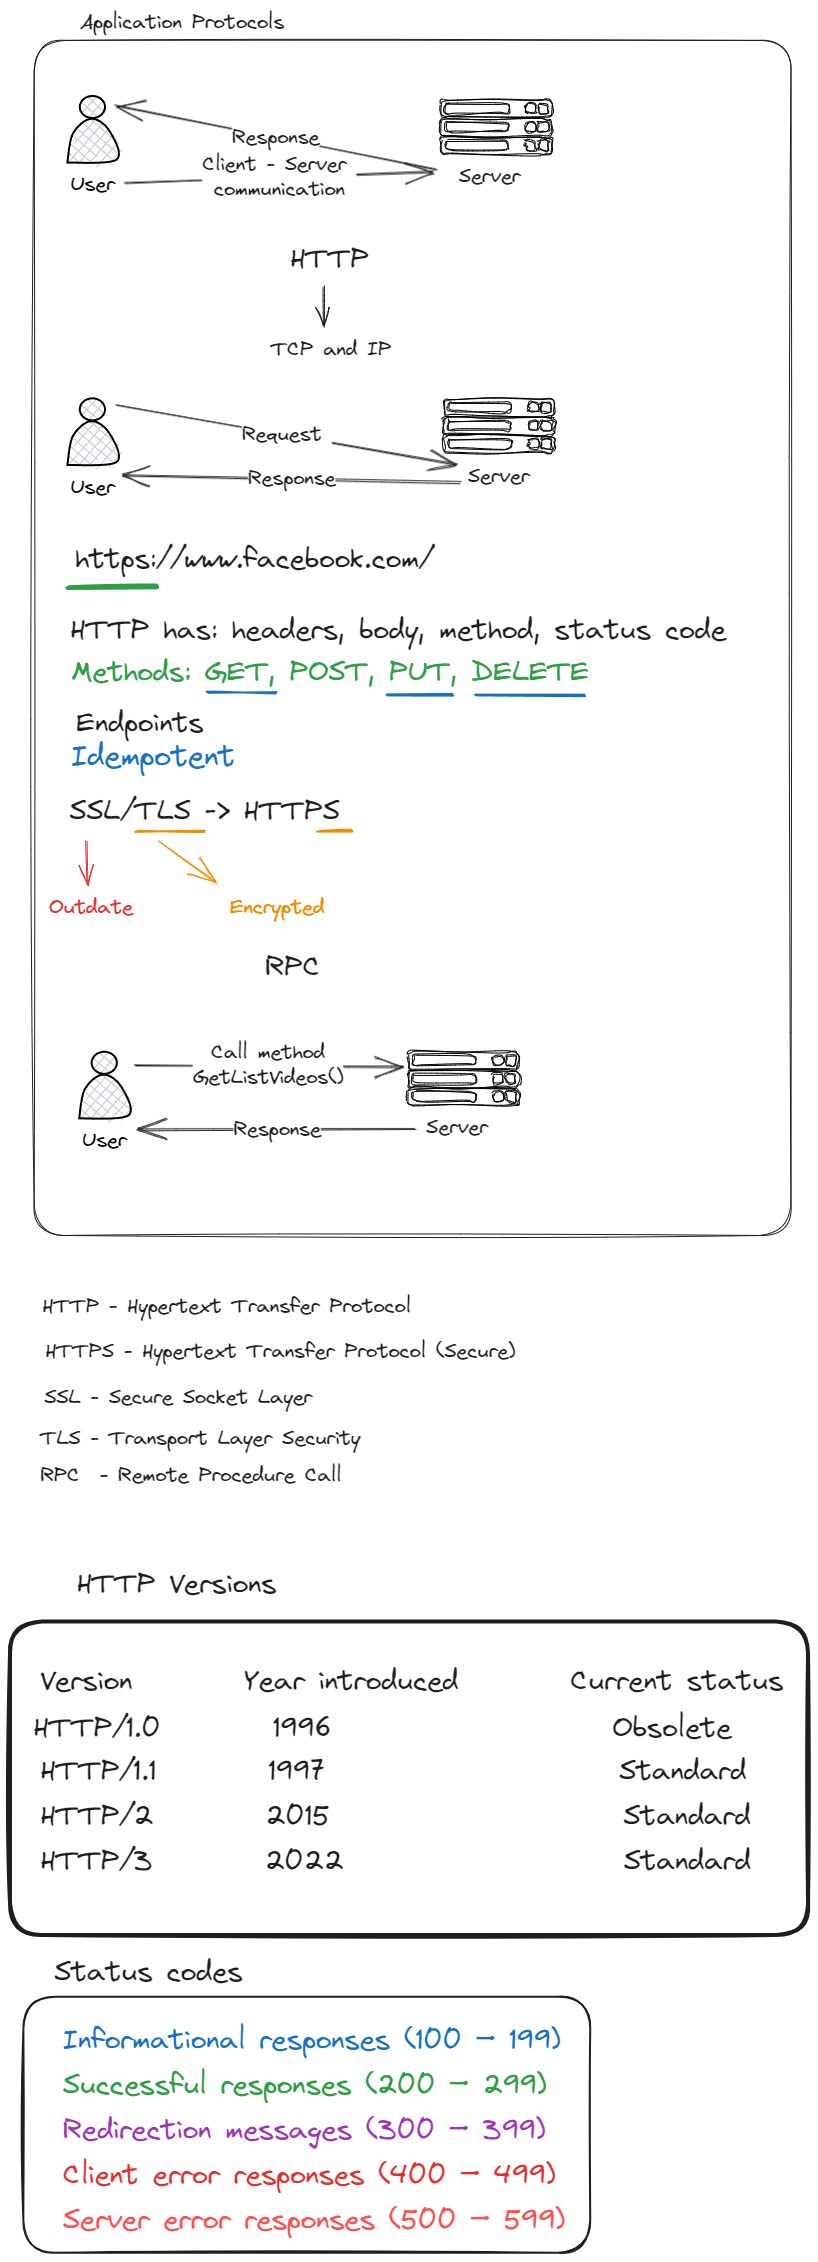 Application Protocols
Response
Client - Server
communication
User
Server
HTTP
TCP and IP
Request
Response
User
Server
https://www.facebook.com/
HTTP has: headers, body, method, status code
Methods: GET, POST, PUT, DELETE
Endpoints
Idempotent
SSL/TLS -> HTTPS
Outdate
Encrypted
RPC
Call method
GetListVideos()
Response
User
Server
HTTP - Hypertext Transfer Protocol
HTTPS - Hypertext Transfer Protocol (Secure)
SSL - Secure Socket Layer
TLS - Transport Layer Security
RPC - Remote Procedure Call
HTTP Versions
Version Year introduced Current status
HTTP/1.0 1996 Obsolete
HTTP/1.1 1997 Standard
HTTP/2 2015 Standard
HTTP/3 2022 Standard
Status codes
Informational responses (100 – 199)
Successful responses (200 – 299)
Redirection messages (300 – 399)
Client error responses (400 – 499)
Server error responses (500 – 599)